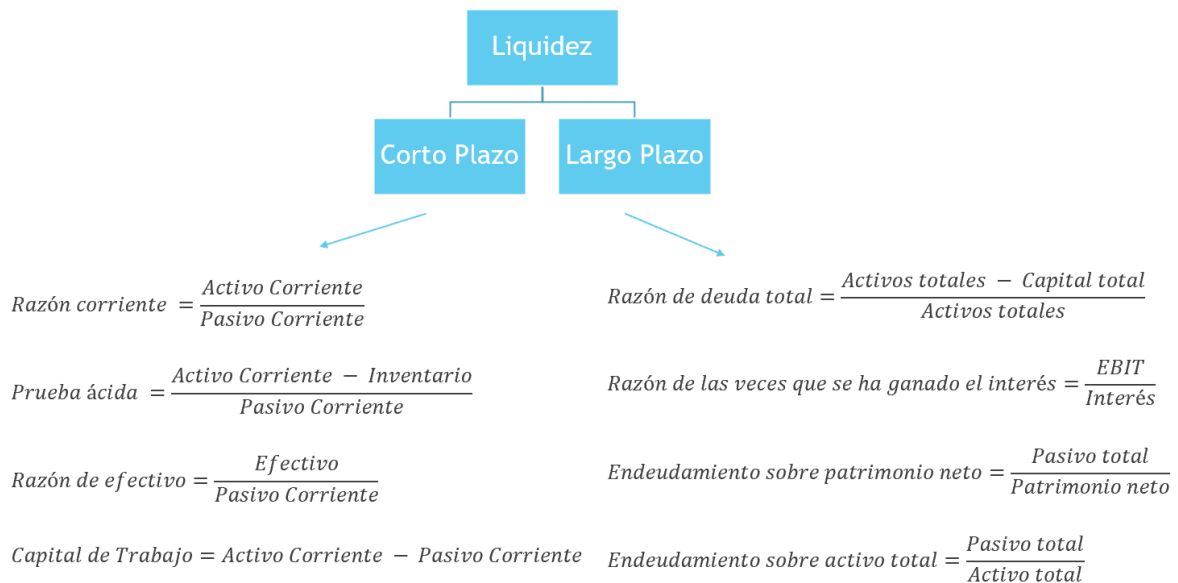 Liquidez
Corto Plazo
Largo Plazo
Razón corriente = Activo Corriente / Pasivo Corriente
Prueba ácida = Activo Corriente − Inventario / Pasivo Corriente
Razón de efectivo = Efectivo / Pasivo Corriente
Capital de Trabajo = Activo Corriente − Pasivo Corriente
Razón de deuda total = Activos totales − Capital total / Activos totales
Razón de las veces que se ha ganado el interés = EBIT / Interés
Endeudamiento sobre patrimonio neto = Pasivo total / Patrimonio neto
Endeudamiento sobre activo total = Pasivo total / Activo total